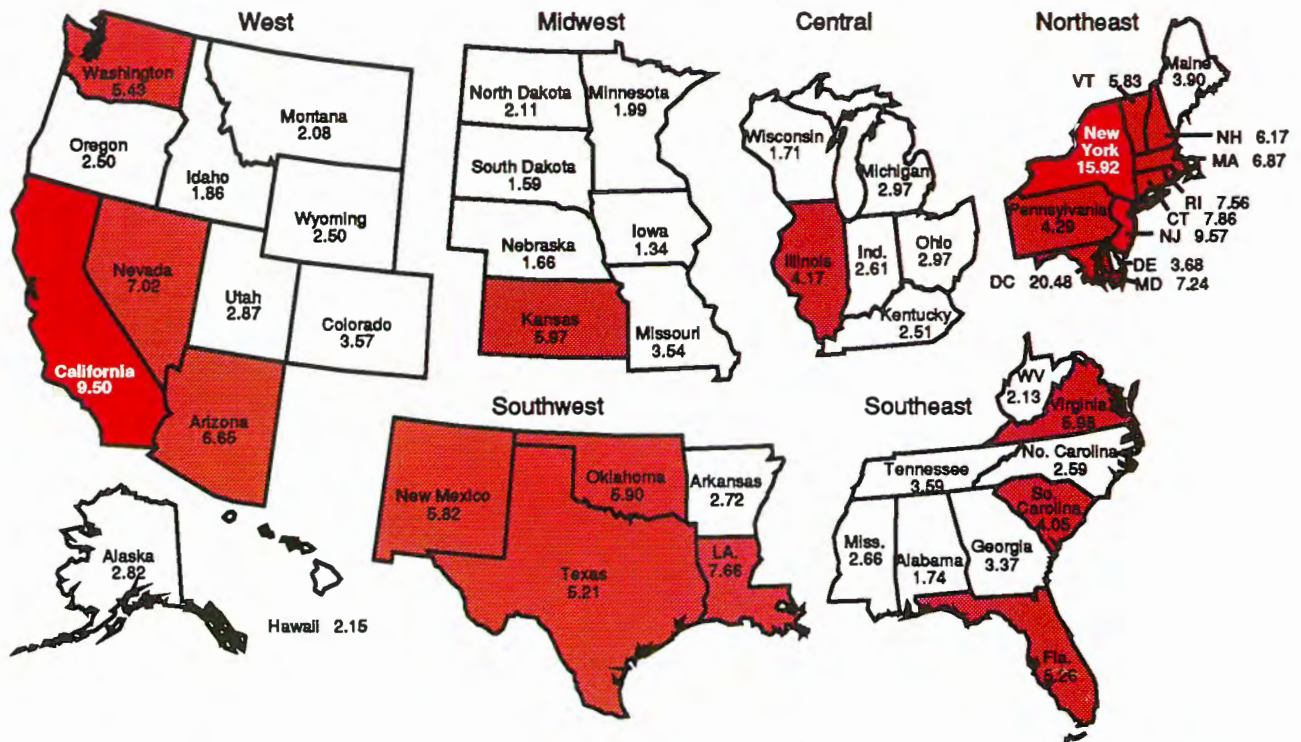 West
Washington
5.43
Montana
2.08
Oregon
2.50
Idaho
1.86
Wyoming
2.50
Nevada
7.02
Utah
2.87
Colorado
3.57
California
9.50
Arizona
6.65
Alaska
2.82
Hawaii 2.15
Midwest
North Dakota
2.11
Minnesota
1.99
South Dakota
1.59
Nebraska
1.66
Iowa
1.34
Kansas
5.97
Missouri
3.54
Central
Wisconsin
1.71
Michigan
2.97
Illinois
4.17
Ind.
2.61
Ohio
2.97
Kentucky
2.51
Northeast
Maine
3.90
VT 5.83
New
York
15.92
NH 6.17
MA 6.87
RI 7.56
CT 7.86
NJ 9.57
Pennsylvania
4.29
DE 3.68
DC 20.48
MD 7.24
Southwest
New Mexico
5.82
Oklahoma
5.90
Arkansas
2.72
Texas
5.21
LA.
7.66
Southeast
WV
2.13
Virginia
5.98
No. Carolina
2.59
Tennessee
3.59
So.
Carolina
4.05
Miss.
2.66
Alabama
1.74
Georgia
3.37
Fla.
5.26